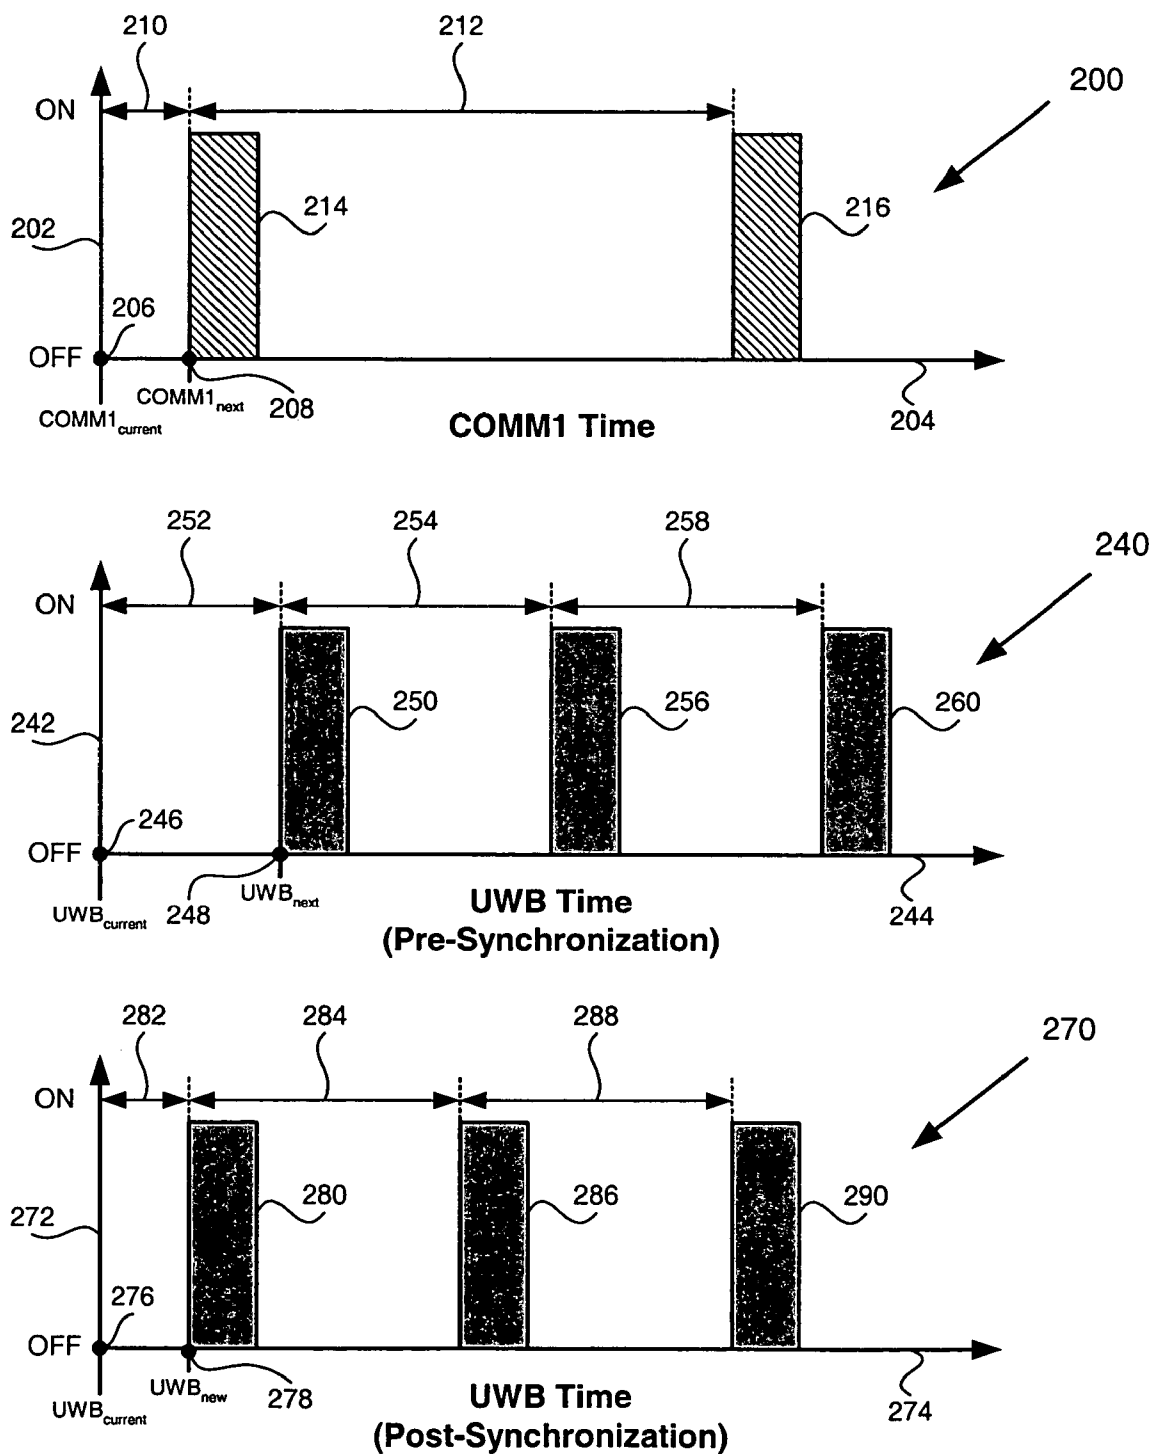 210 212
200
ON
214 216
202
206
OFF
COMM1next 208
COMM1current
COMM1 Time
204
252 254 258
240
ON
250 256 260
242
246
OFF
UWBnext
UWBcurrent 248
UWB Time
244
(Pre-Synchronization)
282 284 288
270
ON
280 286 290
272
276
OFF
UWBnew 278
UWBcurrent
UWB Time
274
(Post-Synchronization)